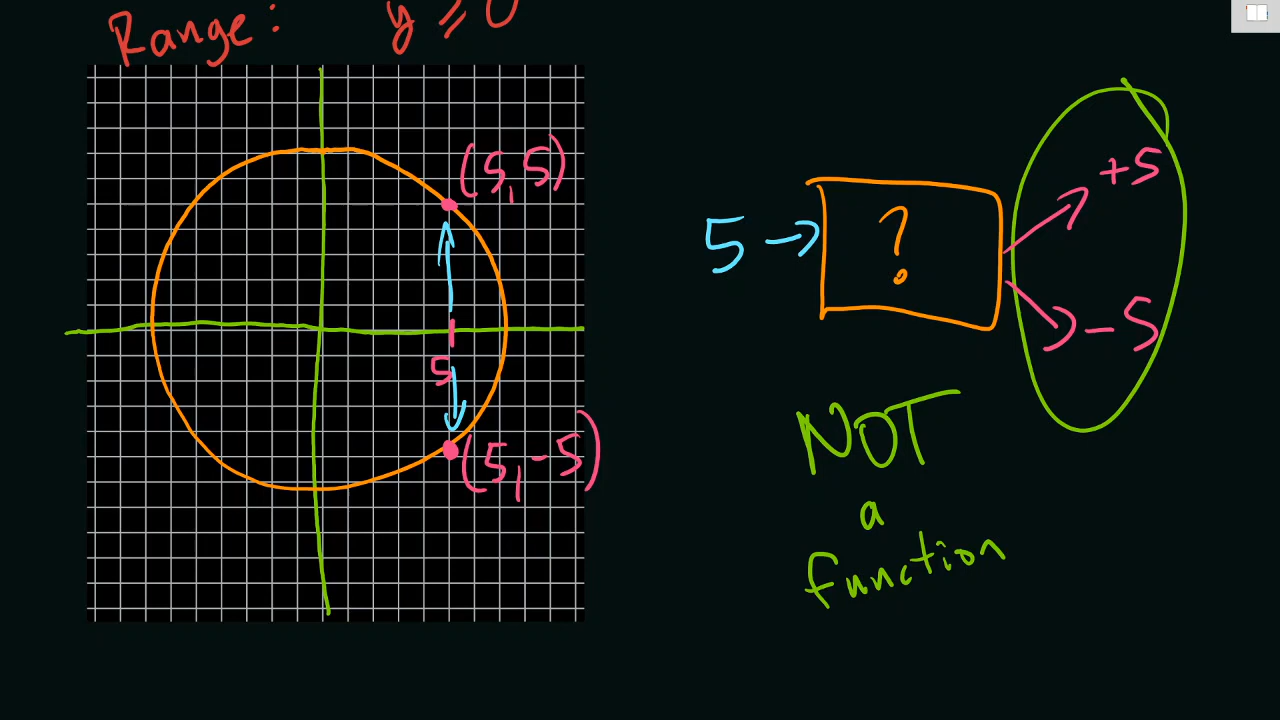 Range: y ≥ 0
(5, 5)
5
(5, -5)
5 → ? +5
-5
NOT
a
function